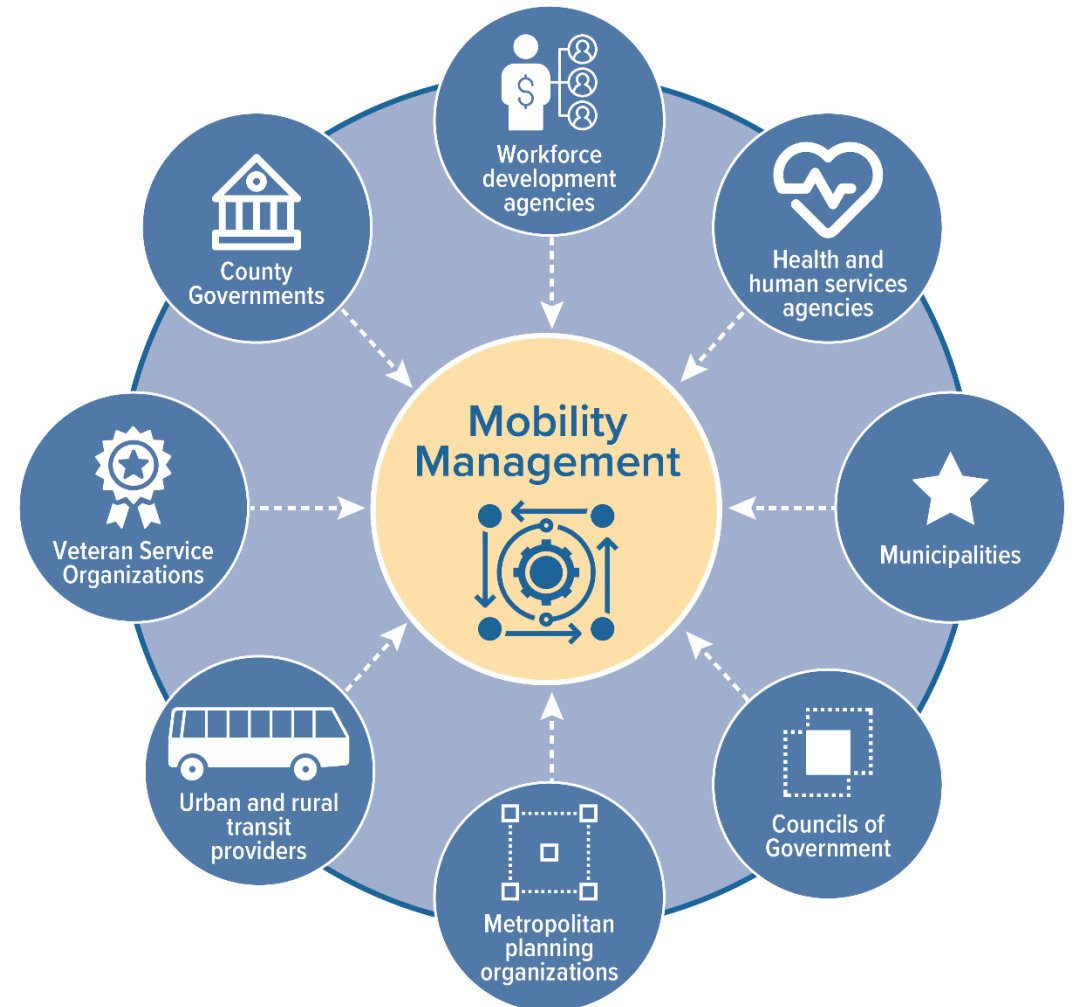 Workforce
development
agencies
Health and
human services
agencies
Municipalities
Councils of
Government
Metropolitan
planning
organizations
Urban and rural
transit
providers
Veteran Service
Organizations
County
Governments
Mobility
Management
$